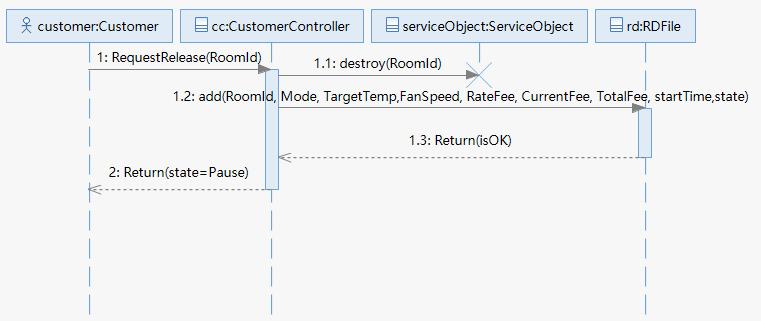 customer:Customer
cc:CustomerController
serviceObject:ServiceObject
rd:RDFile
1: RequestRelease(RoomId)
1.1: destroy(RoomId)
1.2: add(RoomId, Mode, TargetTemp,FanSpeed, RateFee, CurrentFee, TotalFee, startTime,state)
1.3: Return(isOK)
2: Return(state=Pause)